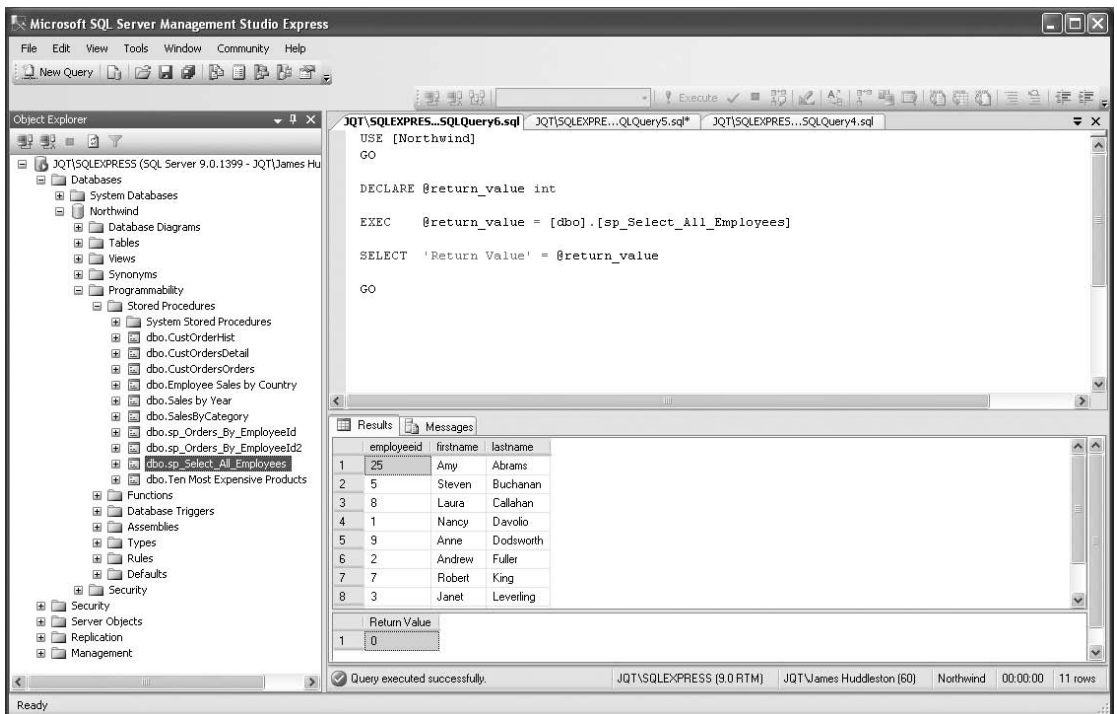 Microsoft SQL Server Management Studio Express
File Edit View Tools Window Community Help
New Query
Execute
Object Explorer
JQT\SQLEXPRESS (SQL Server 9.0.1399 - JQT\James Hu
Databases
System Databases
Northwind
Database Diagrams
Tables
Views
Synonyms
Programmability
Stored Procedures
System Stored Procedures
dbo.CustOrderHist
dbo.CustOrdersDetail
dbo.CustOrdersOrders
dbo.Employee Sales by Country
dbo.Sales by Year
dbo.SalesByCategory
dbo.sp_Orders_By_EmployeeId
dbo.sp_Orders_By_EmployeeId2
dbo.sp_Select_All_Employees
dbo.Ten Most Expensive Products
Functions
Database Triggers
Assemblies
Types
Rules
Defaults
Security
Security
Server Objects
Replication
Management
JQT\SQLEXPRES...SQLQuery6.sql JQT\SQLEXPRE...QLQuery5.sql* JQT\SQLEXPRES...SQLQuery4.sql
USE [Northwind]
GO
DECLARE @return_value int
EXEC @return_value = [dbo].[sp_Select_All_Employees]
SELECT 'Return Value' = @return_value
GO
Results Messages
employeeid firstname lastname
1 25 Amy Abrams
2 5 Steven Buchanan
3 8 Laura Callahan
4 1 Nancy Davolio
5 9 Anne Dodsworth
6 2 Andrew Fuller
7 7 Robert King
8 3 Janet Leverling
Return Value
1 0
Query executed successfully. JQT\SQLEXPRESS (9.0 RTM) JQT\James Huddleston (60) Northwind 00:00:00 11 rows
Ready